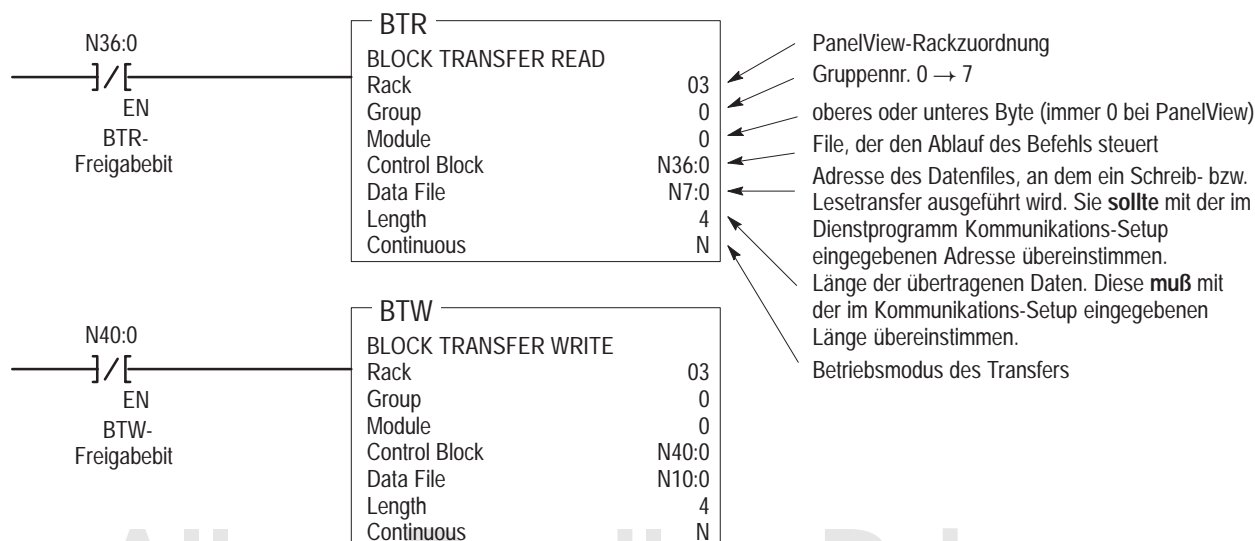 N36:0
EN
BTR-
Freigabebit
BTR
BLOCK TRANSFER READ
Rack 03
Group 0
Module 0
Control Block N36:0
Data File N7:0
Length 4
Continuous N
PanelView-Rackzuordnung
Gruppennr. 0 → 7
oberes oder unteres Byte (immer 0 bei PanelView)
File, der den Ablauf des Befehls steuert
Adresse des Datenfiles, an dem ein Schreib- bzw.
Lesetransfer ausgeführt wird. Sie sollte mit der im
Dienstprogramm Kommunikations-Setup
eingegebenen Adresse übereinstimmen.
Länge der übertragenen Daten. Diese muß mit
der im Kommunikations-Setup eingegebenen
Länge übereinstimmen.
Betriebsmodus des Transfers
N40:0
EN
BTW-
Freigabebit
BTW
BLOCK TRANSFER WRITE
Rack 03
Group 0
Module 0
Control Block N40:0
Data File N10:0
Length 4
Continuous N